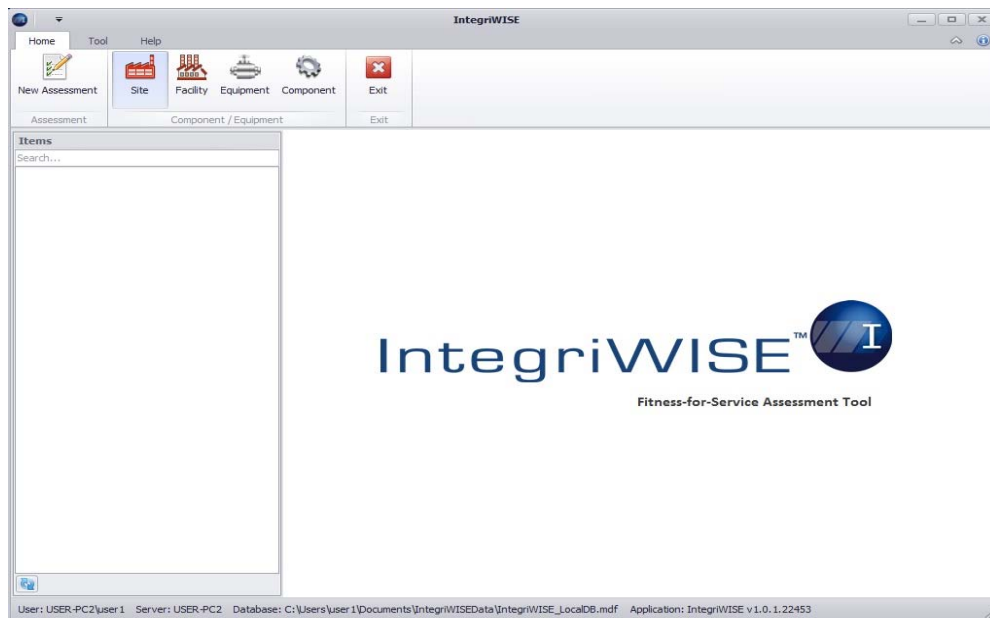 IntegriWISE
Home Tool Help
New Assessment Site Facility Equipment Component Exit
Assessment Component / Equipment Exit
Items
Search...
IntegriWISE™ I
Fitness-for-Service Assessment Tool
User: USER-PC2\user1 Server: USER-PC2 Database: C:\Users\user1\Documents\IntegriWISEData\IntegriWISE_LocalDB.mdf Application: IntegriWISE v1.0.1.22453